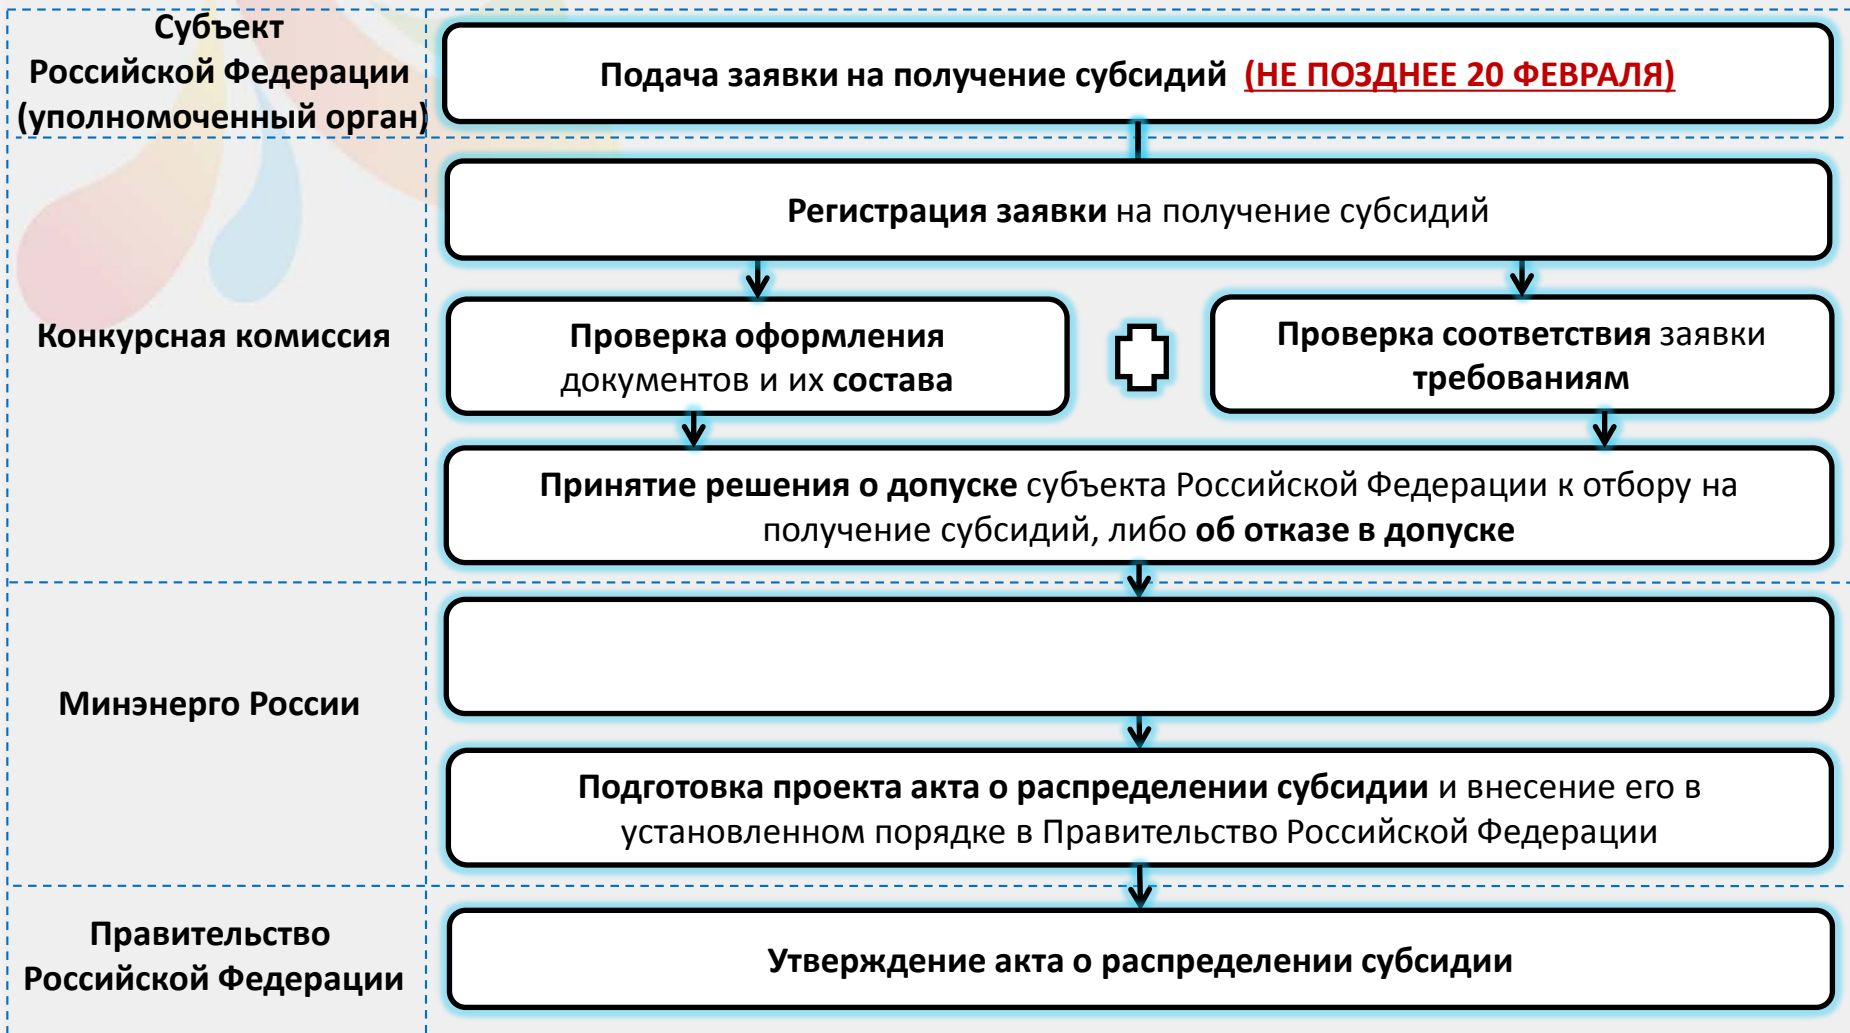 Субъект
Российской Федерации
(уполномоченный орган)
Подача заявки на получение субсидий (НЕ ПОЗДНЕЕ 20 ФЕВРАЛЯ)
Регистрация заявки на получение субсидий
Конкурсная комиссия
Проверка оформления
документов и их состава
Проверка соответствия заявки
требованиям
Принятие решения о допуске субъекта Российской Федерации к отбору на
получение субсидий, либо об отказе в допуске
Минэнерго России
Подготовка проекта акта о распределении субсидии и внесение его в
установленном порядке в Правительство Российской Федерации
Правительство
Российской Федерации
Утверждение акта о распределении субсидии